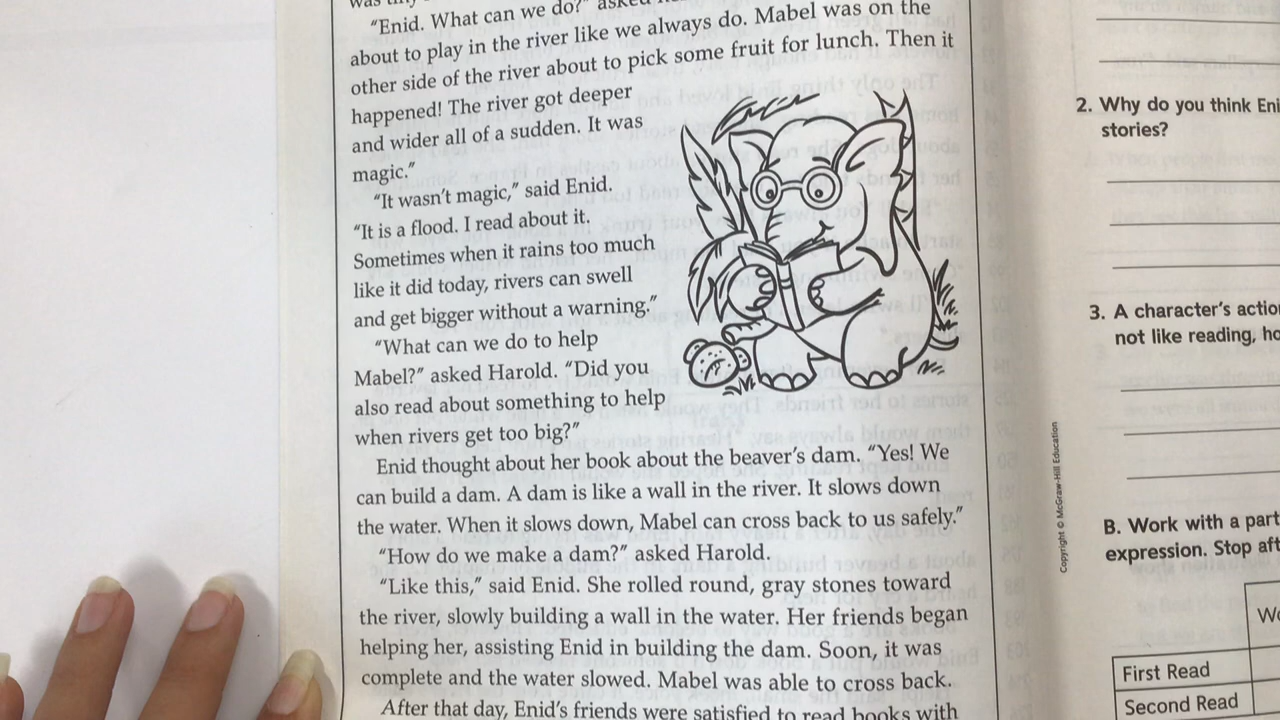 was
"Enid. What can we do?" asked
about to play in the river like we always do. Mabel was on the
other side of the river about to pick some fruit for lunch. Then it
happened! The river got deeper
and wider all of a sudden. It was
magic."
"It wasn't magic," said Enid.
"It is a flood. I read about it.
Sometimes when it rains too much
like it did today, rivers can swell
and get bigger without a warning."
"What can we do to help
Mabel?" asked Harold. "Did you
also read about something to help
when rivers get too big?"
Enid thought about her book about the beaver's dam. "Yes! We
can build a dam. A dam is like a wall in the river. It slows down
the water. When it slows down, Mabel can cross back to us safely."
"How do we make a dam?" asked Harold.
"Like this," said Enid. She rolled round, gray stones toward
the river, slowly building a wall in the water. Her friends began
helping her, assisting Enid in building the dam. Soon, it was
complete and the water slowed. Mabel was able to cross back.
After that day, Enid's friends were satisfied to read books with
Copyright © McGraw-Hill Education
2. Why do you think Eni
stories?
3. A character's actio
not like reading, ho
B. Work with a part
expression. Stop aft
Wo
First Read
Second Read